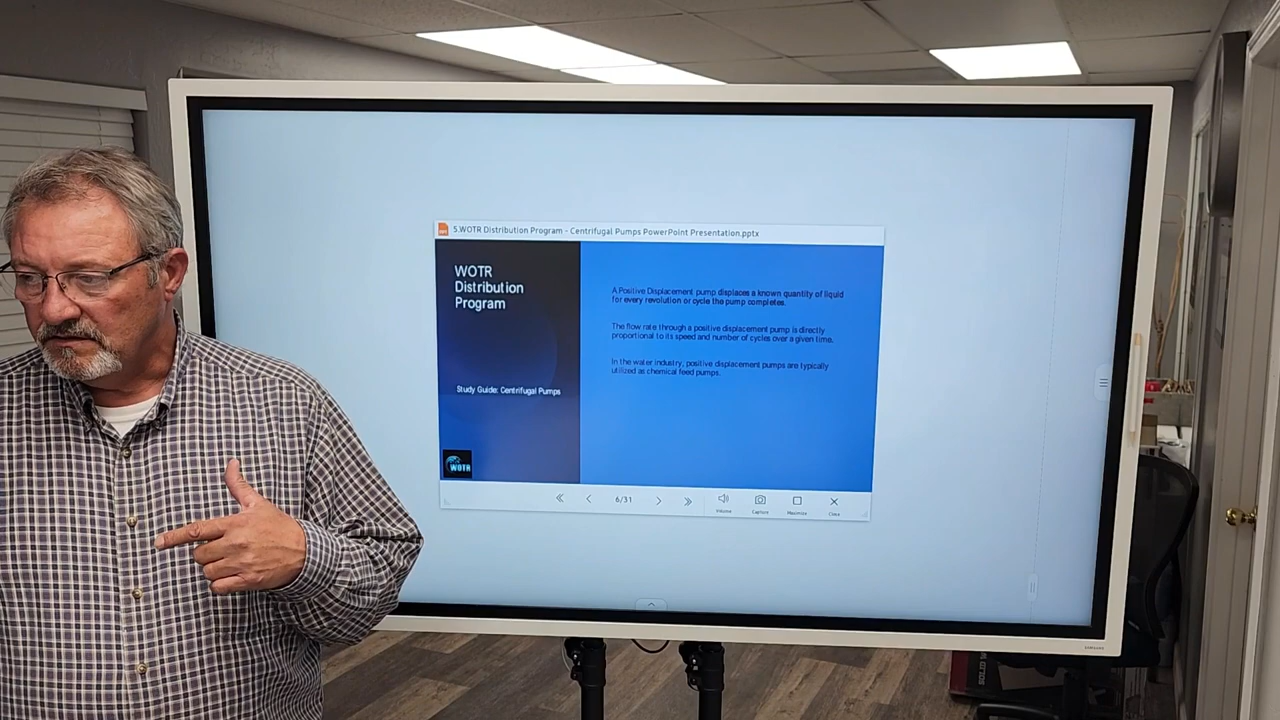 5.WOTR Distribution Program - Centrifugal Pumps PowerPoint Presentation.pptx
WOTR
Distribution
Program
Study Guide: Centrifugal Pumps
WOTR
A Positive Displacement pump displaces a known quantity of liquid
for every revolution or cycle the pump completes.
The flow rate through a positive displacement pump is directly
proportional to its speed and number of cycles over a given time.
In the water industry, positive displacement pumps are typically
utilized as chemical feed pumps.
6/31
Volume
Capture
Maximize
Close
SAMSUNG